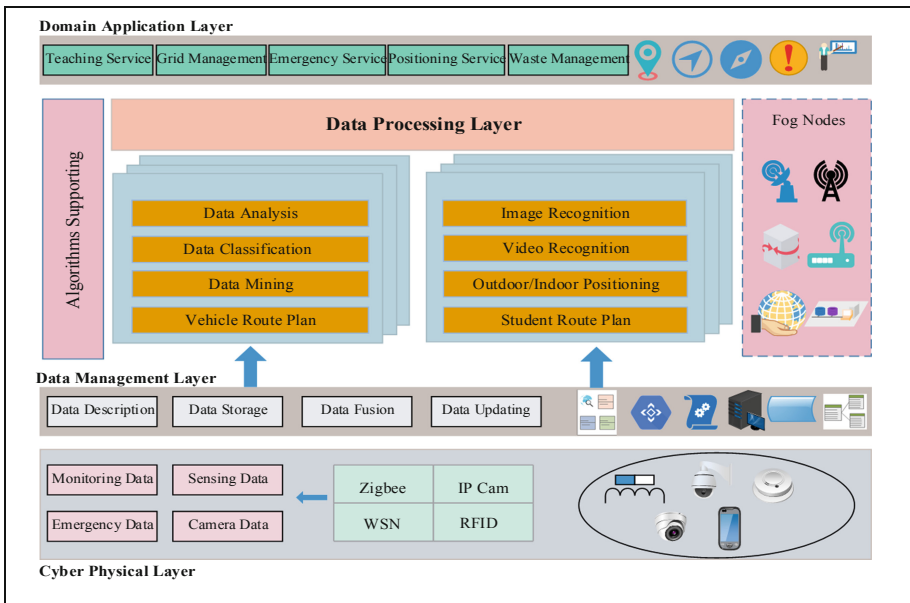 Domain Application Layer
Teaching Service
Grid Management
Emergency Service
Positioning Service
Waste Management
Algorithms Supporting
Data Processing Layer
Data Analysis
Data Classification
Data Mining
Vehicle Route Plan
Image Recognition
Video Recognition
Outdoor/Indoor Positioning
Student Route Plan
Fog Nodes
Data Management Layer
Data Description
Data Storage
Data Fusion
Data Updating
Monitoring Data
Sensing Data
Emergency Data
Camera Data
Zigbee
IP Cam
WSN
RFID
Cyber Physical Layer